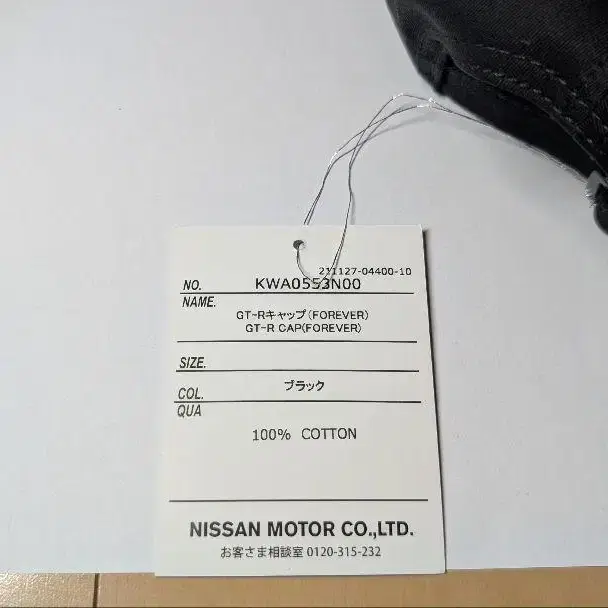 211127-04400-10
NO. KWA0553N00
NAME.
GT-Rキャップ(FOREVER)
GT-R CAP(FOREVER)
SIZE.
COL. ブラック
QUA
100% COTTON
NISSAN MOTOR CO.,LTD.
お客さま相談室 0120-315-232